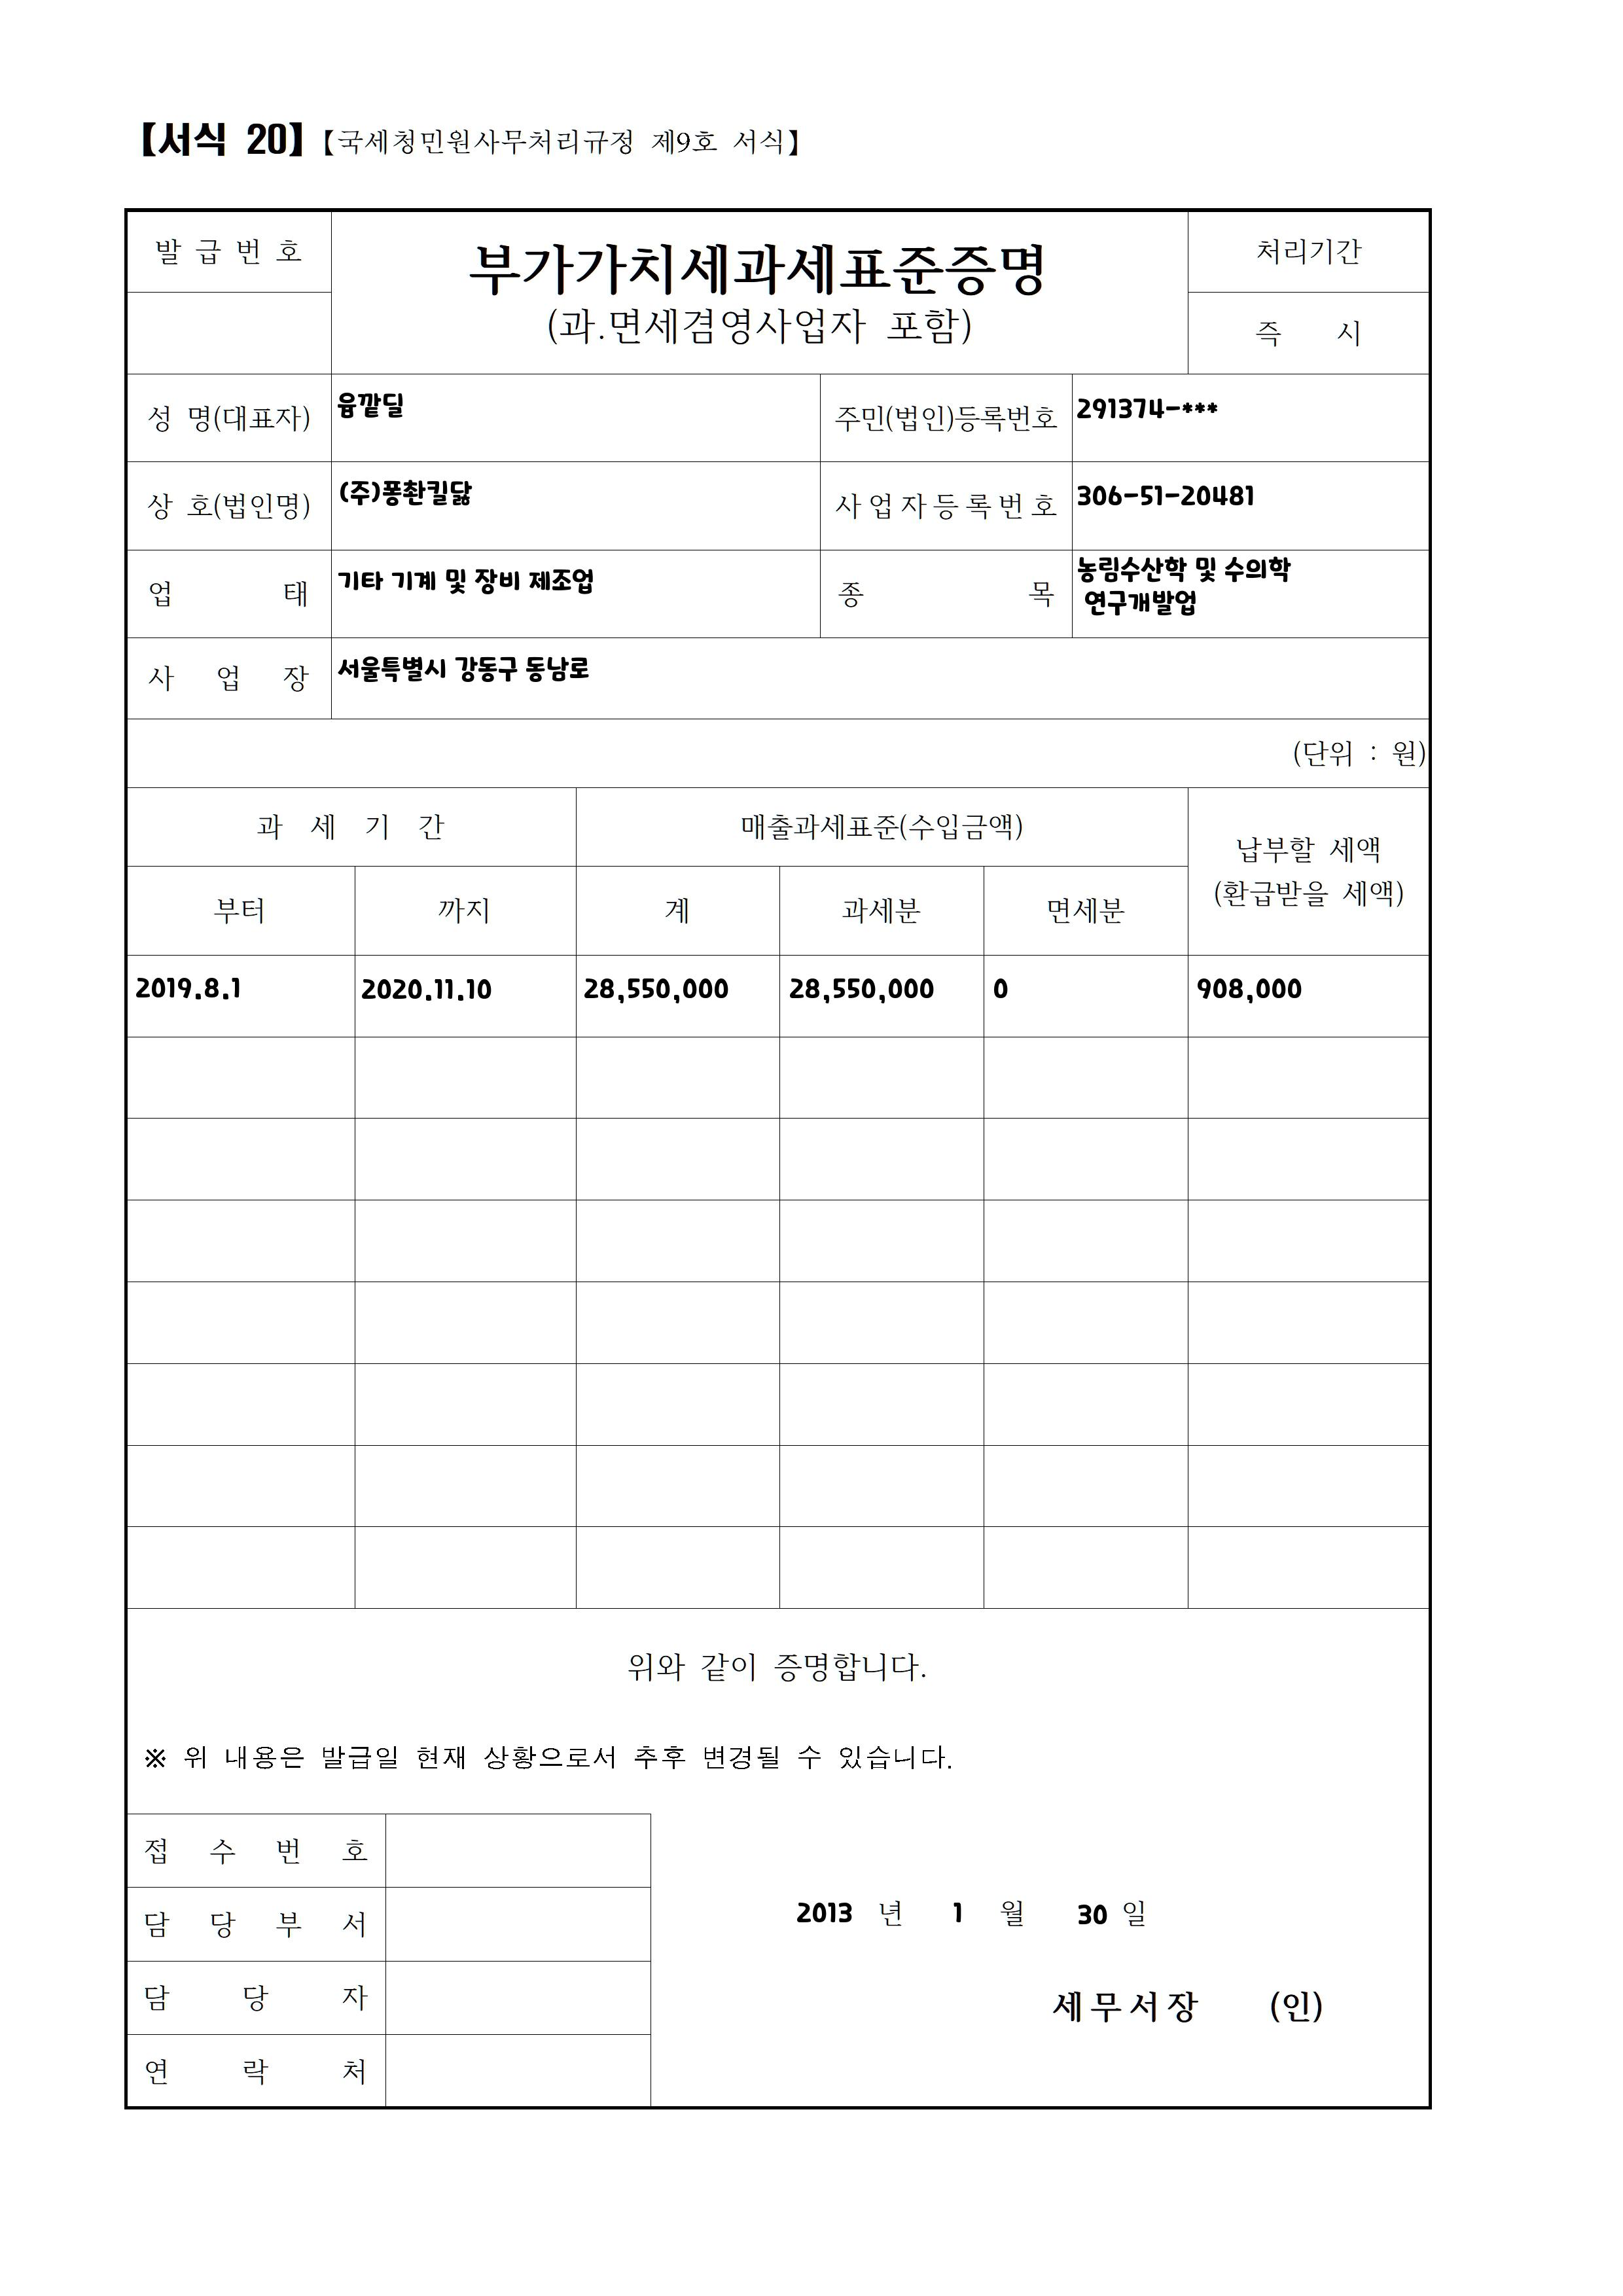 【서식 20】【국세청민원사무처리규정 제9호 서식】
발 급 번 호
부가가치세과세표준증명
(과.면세겸영사업자 포함)
처리기간
즉 시
성 명(대표자) 융깥딜 주민(법인)등록번호 291374-***
상 호(법인명) (주)퐁촨킬닳 사업자등록번호 306-51-20481
업 태 기타 기계 및 장비 제조업 종 목 농림수산학 및 수의학
연구개발업
사 업 장 서울특별시 강동구 동남로
(단위 : 원)
과 세 기 간 매출과세표준(수입금액) 납부할 세액
(환급받을 세액)
부터 까지 계 과세분 면세분
2019.8.1 2020.11.10 28,550,000 28,550,000 0 908,000
위와 같이 증명합니다.
※ 위 내용은 발급일 현재 상황으로서 추후 변경될 수 있습니다.
접 수 번 호
담 당 부 서
담 당 자
연 락 처
2013 년 1 월 30 일
세무서장 (인)